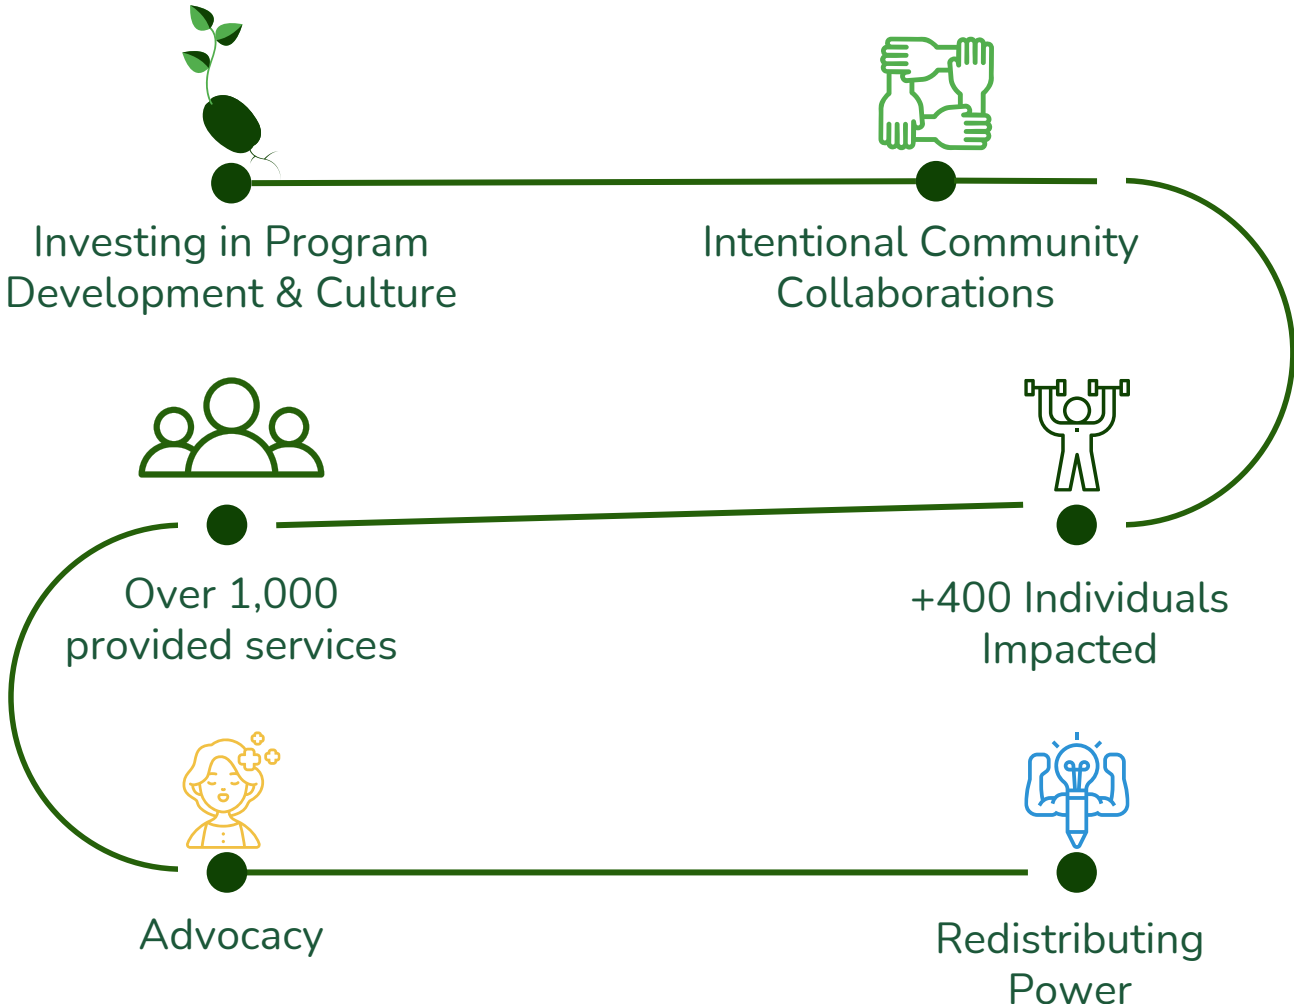 Investing in Program
Development & Culture
Intentional Community
Collaborations
+400 Individuals
Impacted
Over 1,000
provided services
Advocacy
Redistributing
Power